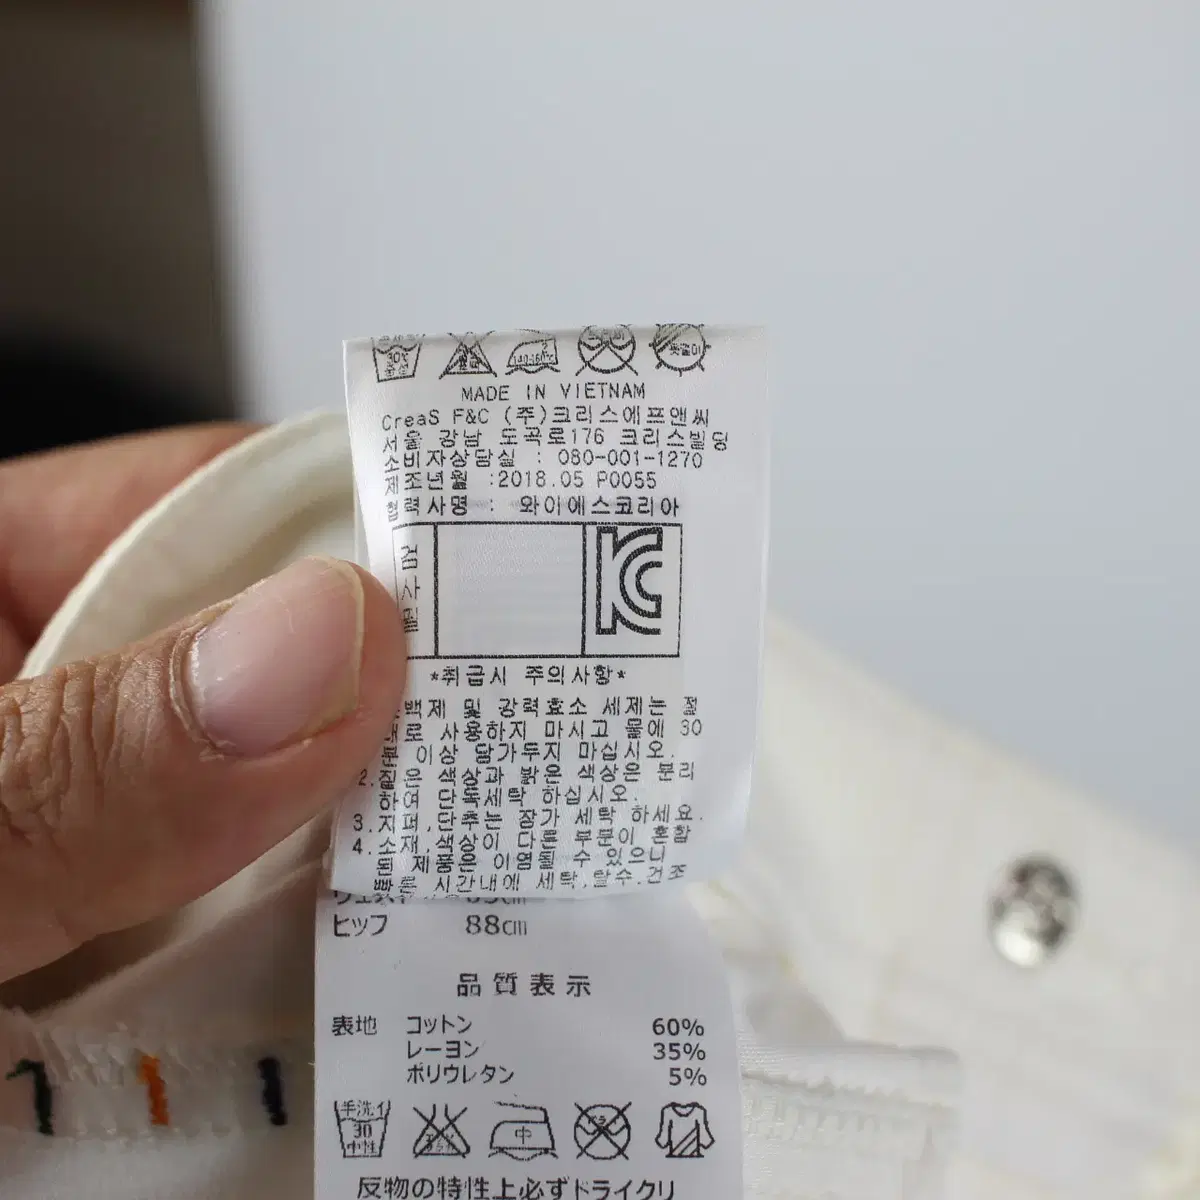 30℃
중성
140-160℃
옷걸이
MADE IN VIETNAM
CreaS F&C (주)크리스에프앤씨
서울 강남 도곡로176 크리스빌딩
소비자상담실 : 080-001-1270
제조년월 :2018.05 P0055
협력사명 : 와이에스코리아
검사필
KC
*취급시 주의사항*
백제 및 강력효소 세제는 절
대로 사용하지 마시고 물에 30
분 이상 담가두지 마십시오.
2.짙은 색상과 밝은 색상은 분리
하여 단독세탁 하십시오.
3.지퍼,단추는 잠가 세탁 하세요.
4.소재,색상이 다른 부분이 혼합
된 제품은 이염될 수 있으니
빠른 시간내에 세탁,탈수,건조
ヒップ 88cm
品質表示
表地 コットン 60%
レーヨン 35%
ポリウレタン 5%
手洗イ
30
中性
中
反物の特性上必ずドライクリ